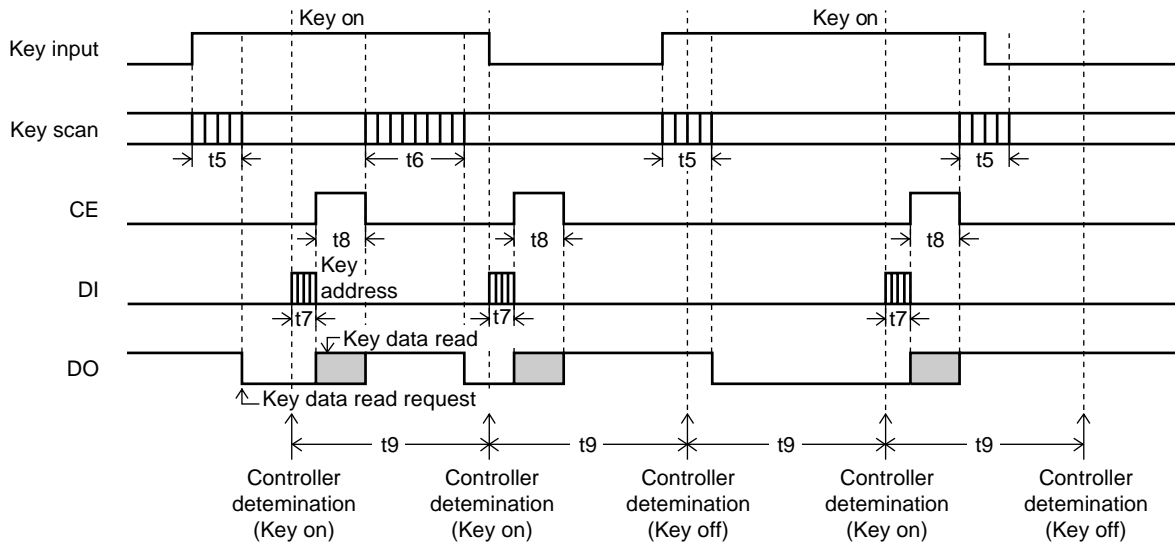 Key on Key on
Key input
Key scan
t5 t6 t5 t5
CE
t8 t8 t8
Key
address
DI
t7 t7 t7
Key data read
DO
Key data read request
t9 t9 t9 t9
Controller Controller Controller Controller Controller
detemination detemination detemination detemination detemination
(Key on) (Key on) (Key off) (Key on) (Key off)